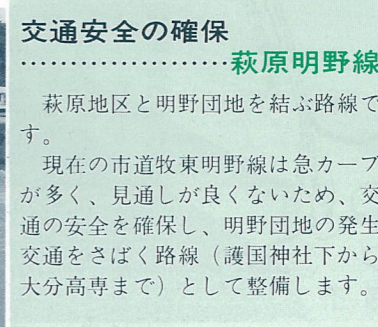 交通安全の確保
…………………萩原明野線
　萩原地区と明野団地を結ぶ路線で
す。
　現在の市道牧東明野線は急カーブ
が多く、見通しが良くないため、交
通の安全を確保し、明野団地の発生
交通をさばく路線（護国神社下から
大分高専まで）として整備します。